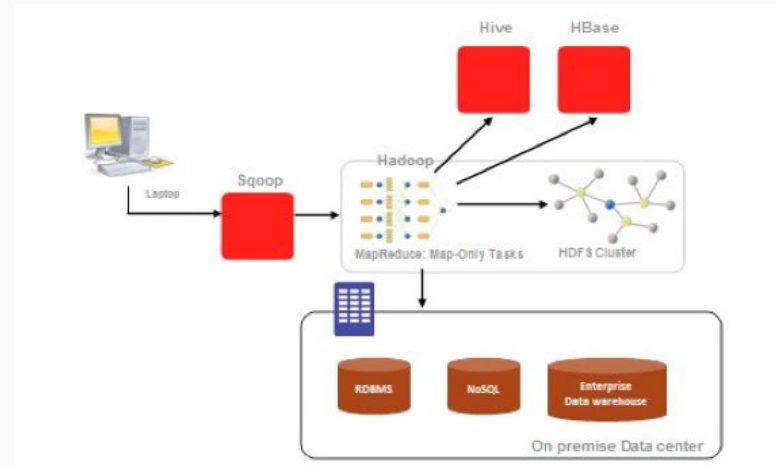 Hive
HBase
Hadoop
Sqoop
Laptop
MapReduce: Map-Only Tasks
HDFS Cluster
RDBMS
NoSQL
Enterprise
Data warehouse
On premise Data center